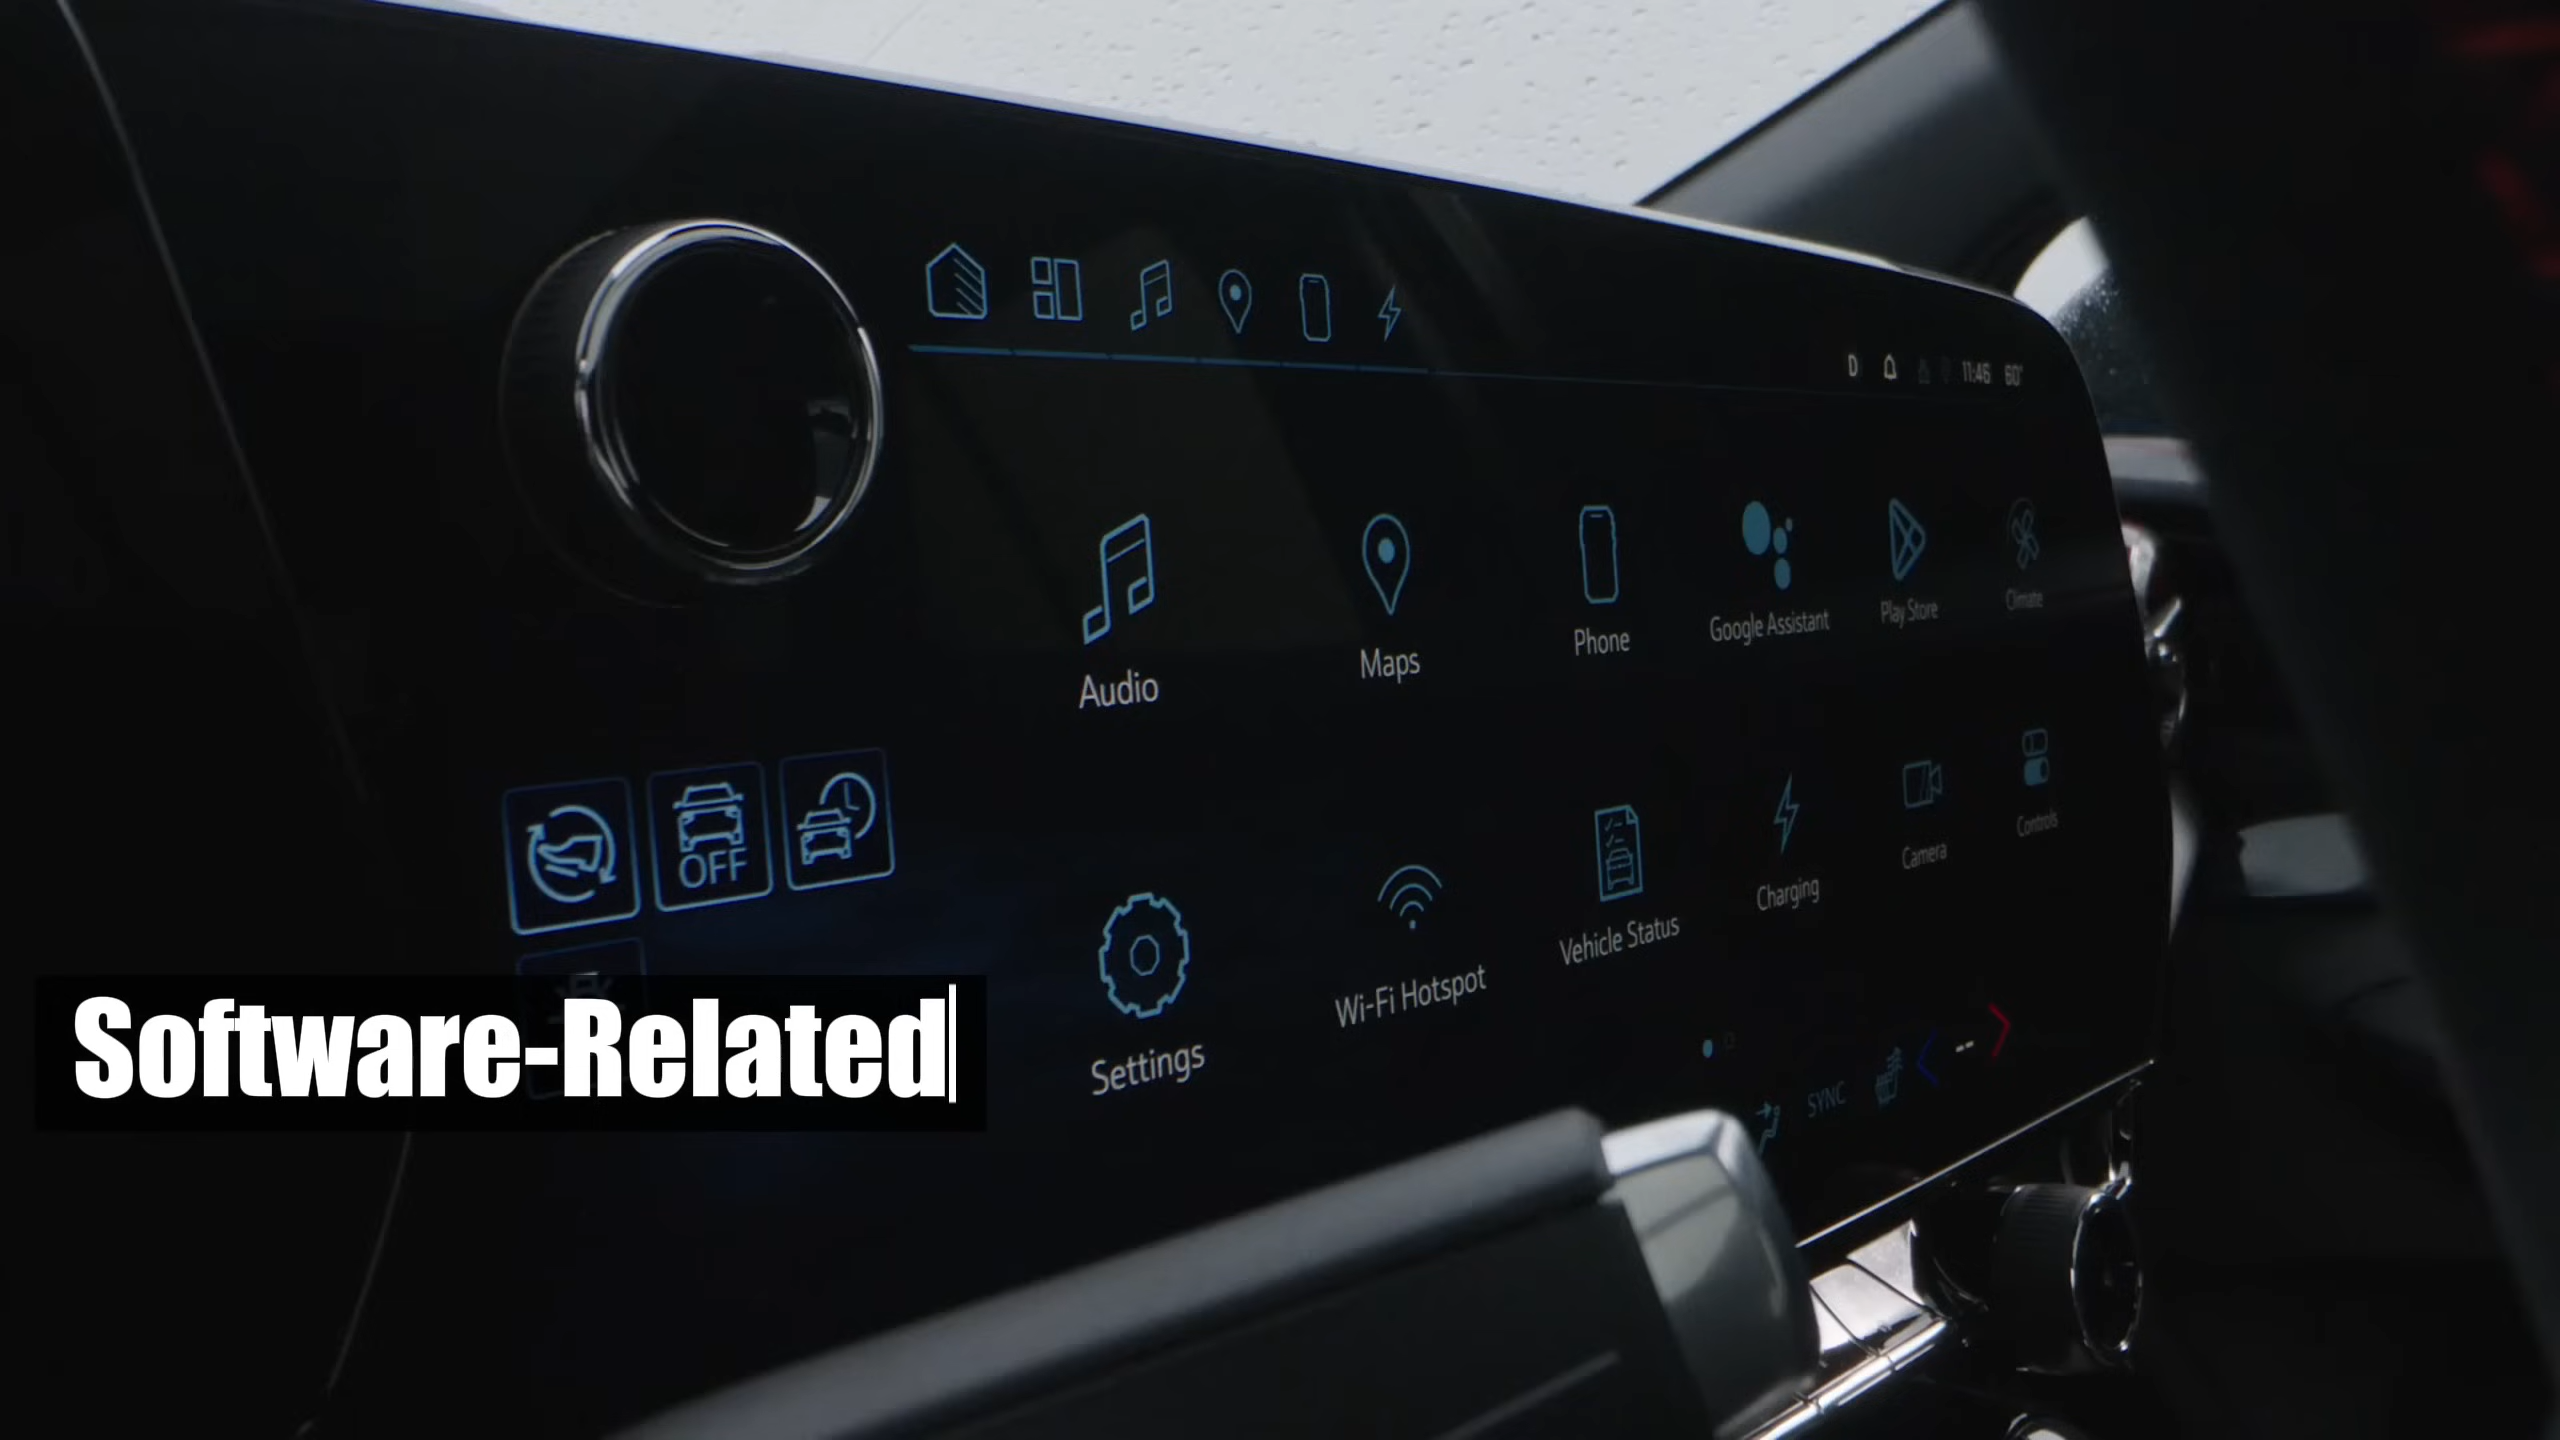 D 11:46 60°
Audio
Maps
Phone
Google Assistant
Play Store
Climate
OFF
Settings
Wi-Fi Hotspot
Vehicle Status
Charging
Camera
Controls
--
SYNC
Software-Related